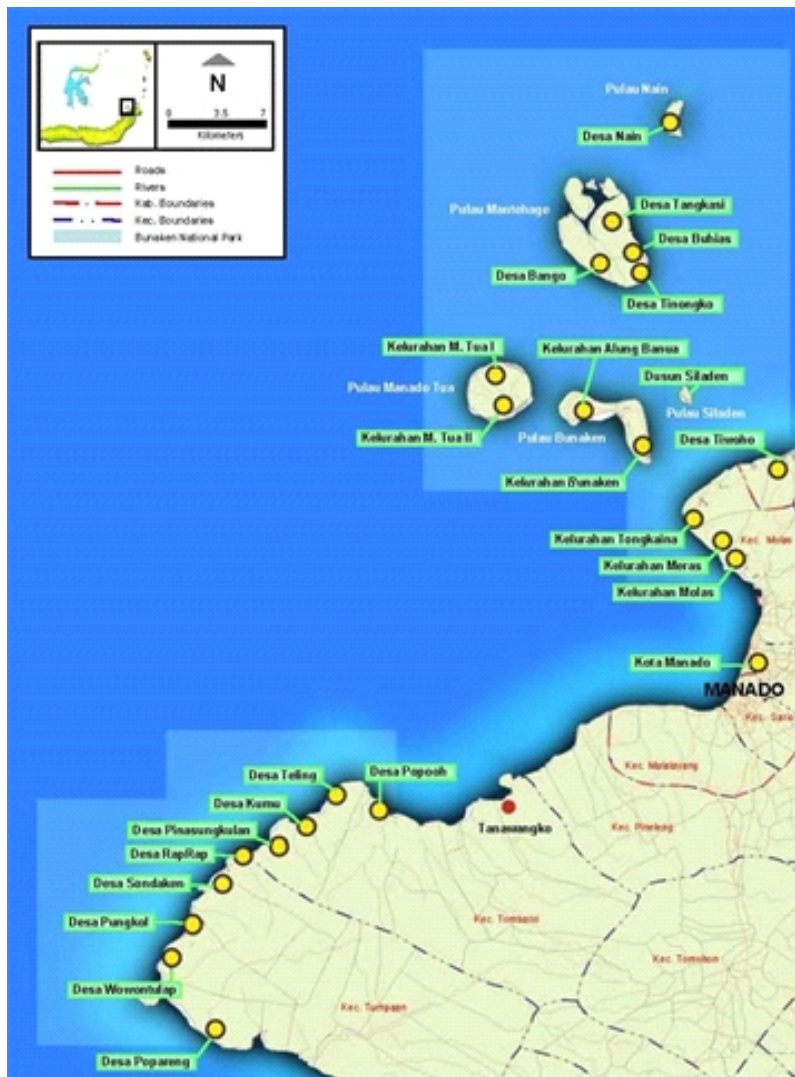 N
0 3.5 7
Kilometers
Roads
Rivers
Kab. Boundaries
Kec. Boundaries
Bunaken National Park
Pulau Nain
Desa Nain
Pulau Mantehage
Desa Tangkasi
Desa Buhias
Desa Bango
Desa Tinongko
Kelurahan M. Tua I
Kelurahan Alung Banua
Dusun Siladen
Pulau Manado Tua
Pulau Siladen
Kelurahan M. Tua II
Pulau Bunaken
Desa Tiwoho
Kelurahan Bunaken
Kelurahan Tongkaina
Kec. Molas
Kelurahan Meras
Kelurahan Molas
Kota Manado
MANADO
Kec. Sario
Kec. Malalayang
Desa Teling
Desa Popoah
Desa Kumu
Desa Pinasungkulan
Tanawangko
Kec. Pineleng
Desa RapRap
Desa Sondaken
Desa Pungkol
Kec. Tombariri
Kec. Tomohon
Desa Wowontulap
Kec. Tumpaan
Desa Popareng